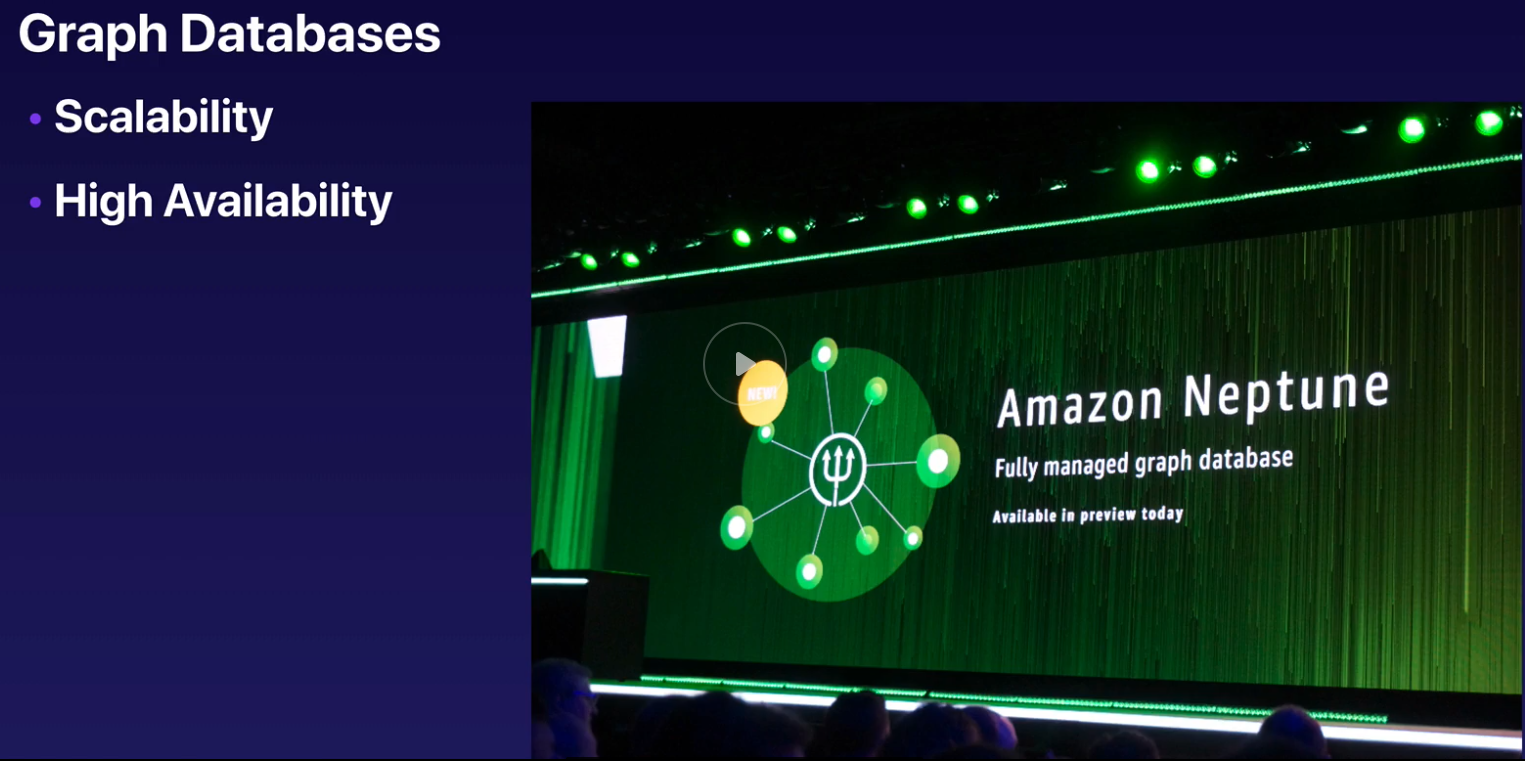 Graph Databases
• Scalability
• High Availability
NEW!
Amazon Neptune
Fully managed graph database
Available in preview today